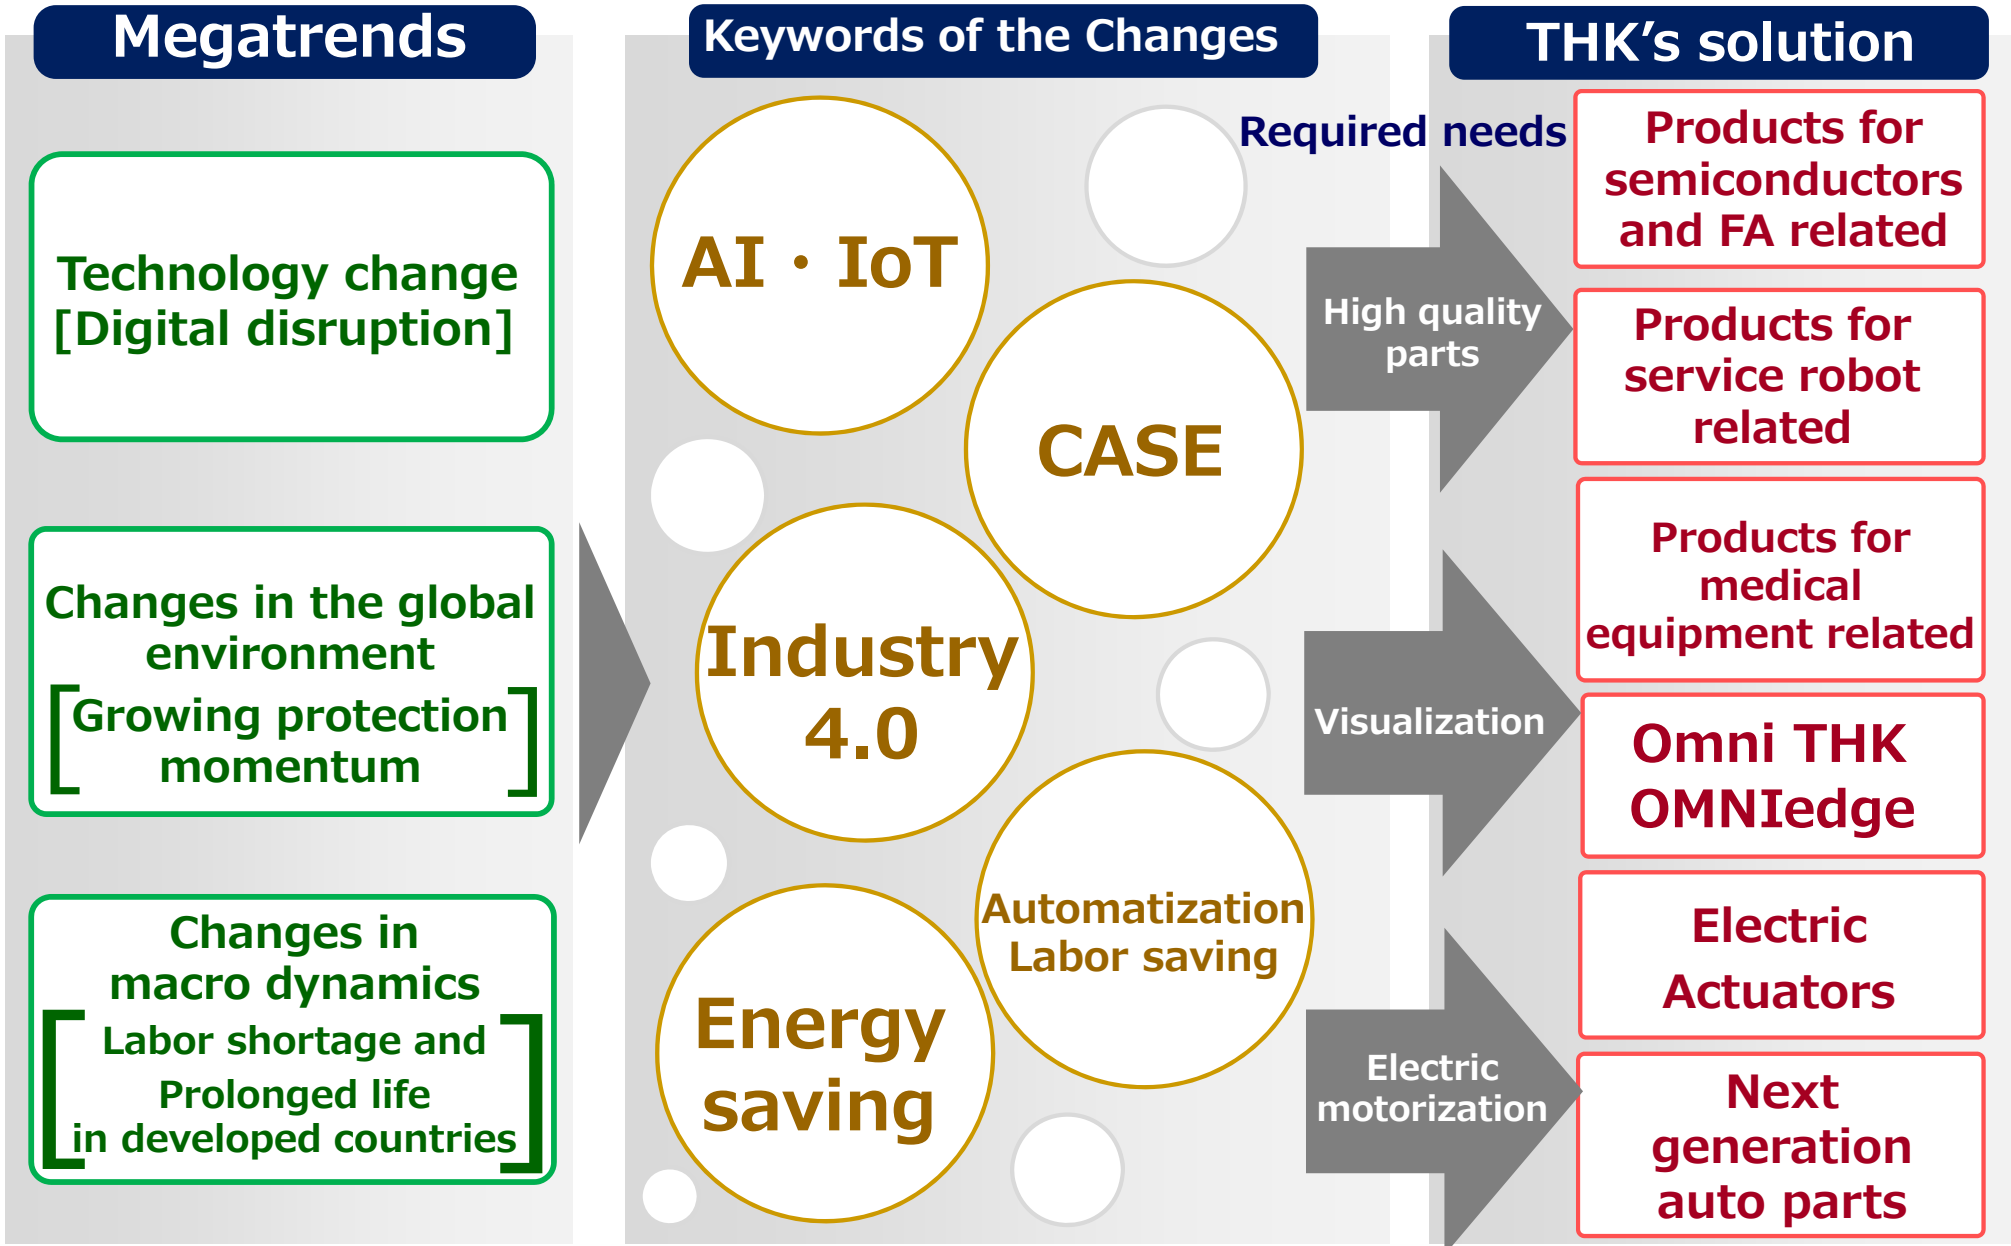 Megatrends
Technology change
[Digital disruption]
Changes in the global
environment
[Growing protection
momentum]
Changes in
macro dynamics
[Labor shortage and
Prolonged life
in developed countries]
Keywords of the Changes
AI・IoT
CASE
Industry
4.0
Automatization
Labor saving
Energy
saving
Required needs
High quality
parts
Visualization
Electric
motorization
THK’s solution
Products for
semiconductors
and FA related
Products for
service robot
related
Products for
medical
equipment related
Omni THK
OMNIedge
Electric
Actuators
Next
generation
auto parts